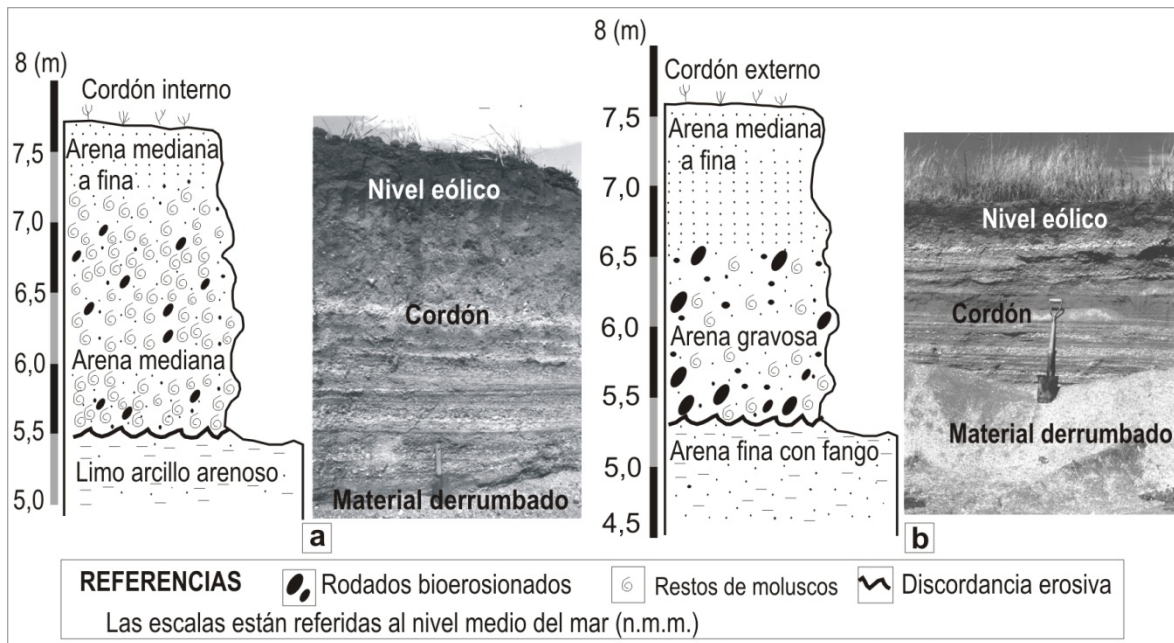 8 (m)
Cordón interno
7,5
Arena mediana
a fina
7,0
6,5
6,0
Arena mediana
5,5
Limo arcillo arenoso
5,0
Nivel eólico
Cordón
Material derrumbado
a
8 (m)
Cordón externo
7,5
Arena mediana
a fina
7,0
6,5
6,0
Arena gravosa
5,5
5,0
Arena fina con fango
4,5
Nivel eólico
Cordón
Material derrumbado
b
REFERENCIAS
Rodados bioerosionados
Restos de moluscos
Discordancia erosiva
Las escalas están referidas al nivel medio del mar (n.m.m.)